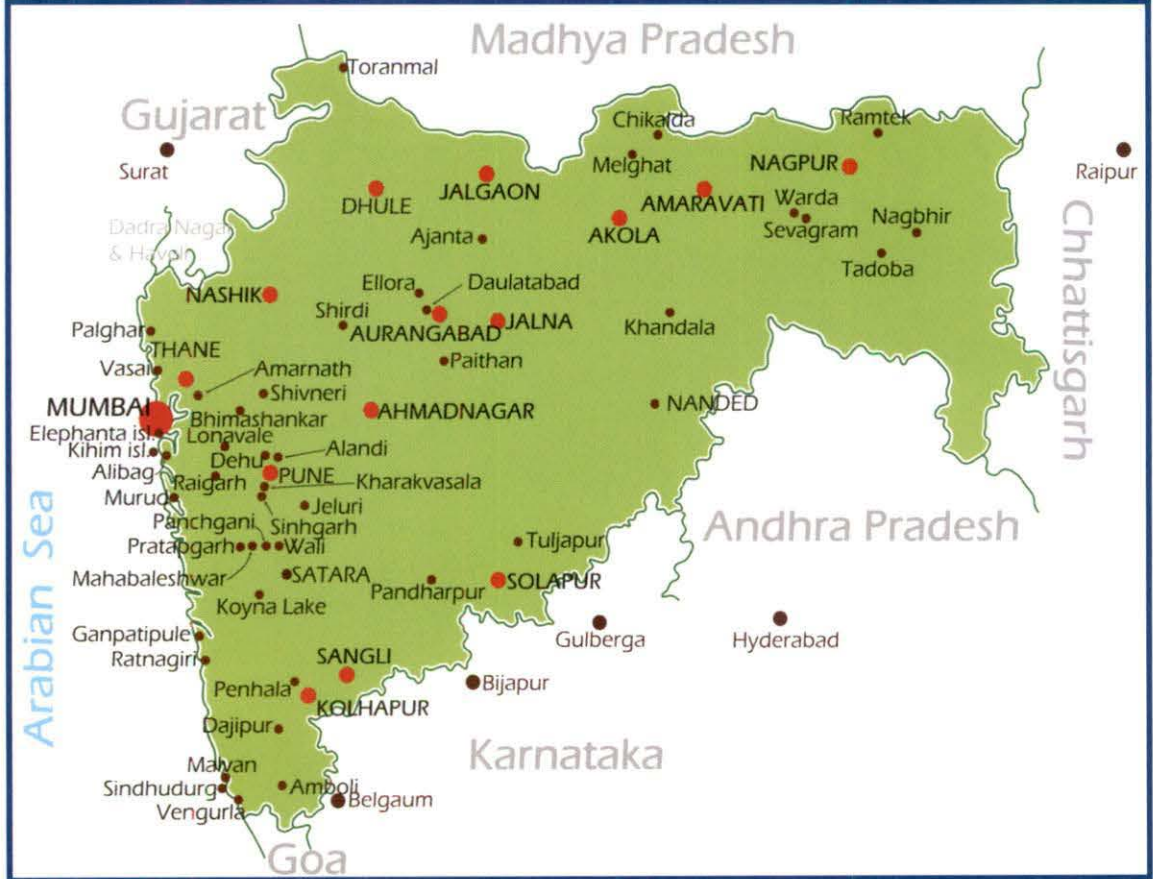 Madhya Pradesh
Toranmal
Gujarat
Chikalda
Ramtek
Surat
Melghat
NAGPUR
Raipur
JALGAON
DHULE
AMARAVATI
Warda
Dadra Nagar
& Haveli
Ajanta
AKOLA
Sevagram
Nagbhir
Chhattisgarh
Tadoba
Ellora
Daulatabad
NASHIK
Shirdi
AURANGABAD
JALNA
Khandala
Palghar
THANE
Paithan
Vasai
Amarnath
Shivneri
MUMBAI
Bhimashankar
AHMADNAGAR
NANDED
Elephanta isl.
Lonavale
Kihim isl.
Dehu
Alandi
Alibag
Raigarh
PUNE
Kharakvasala
Murud
Jeluri
Arabian Sea
Panchgani
Sinhgarh
Andhra Pradesh
Pratapgarh
Wali
Tuljapur
Mahabaleshwar
SATARA
Pandharpur
SOLAPUR
Koyna Lake
Ganpatipule
Gulberga
Hyderabad
Ratnagiri
SANGLI
Penhala
Bijapur
KOLHAPUR
Dajipur
Karnataka
Malvan
Sindhudurg
Amboli
Belgaum
Vengurla
Goa